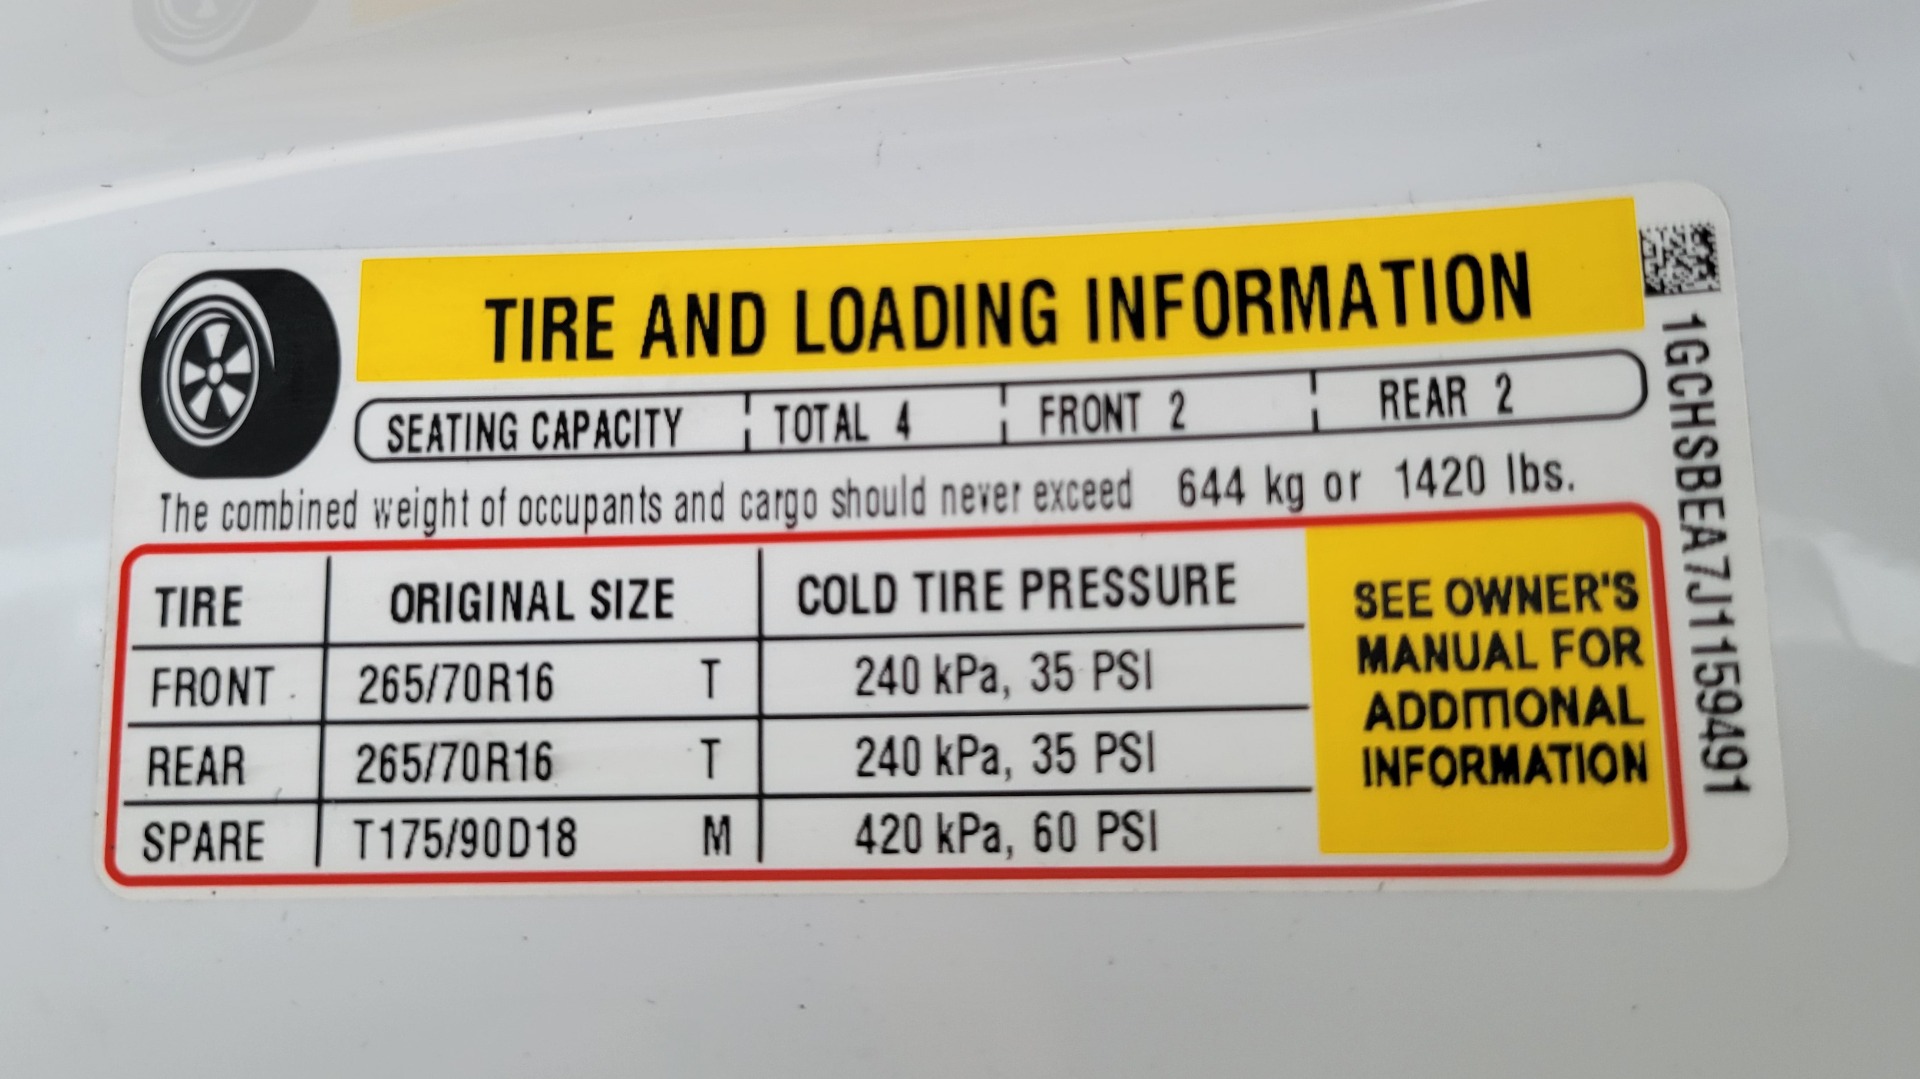 TIRE AND LOADING INFORMATION
SEATING CAPACITY TOTAL 4 FRONT 2 REAR 2
The combined weight of occupants and cargo should never exceed 644 kg or 1420 lbs.
TIRE ORIGINAL SIZE COLD TIRE PRESSURE
FRONT 265/70R16 T 240 kPa, 35 PSI
REAR 265/70R16 T 240 kPa, 35 PSI
SPARE T175/90D18 M 420 kPa, 60 PSI
SEE OWNER'S
MANUAL FOR
ADDITIONAL
INFORMATION
1GCHSBEA7J1159491